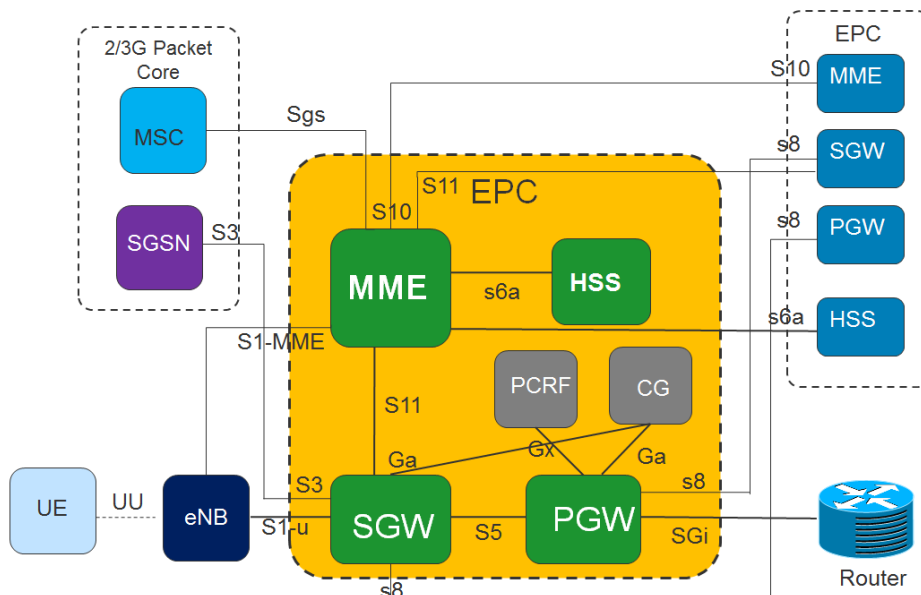 2/3G Packet
Core
EPC
MSC
Sgs
S10
MME
s8
SGW
S11
EPC
S10
SGSN
S3
s8
PGW
MME
s6a
HSS
s6a
HSS
S1-MME
PCRF
CG
S11
Ga
Gx
Ga
s8
S3
UE
UU
eNB
S1-u
SGW
S5
PGW
SGi
s8
Router